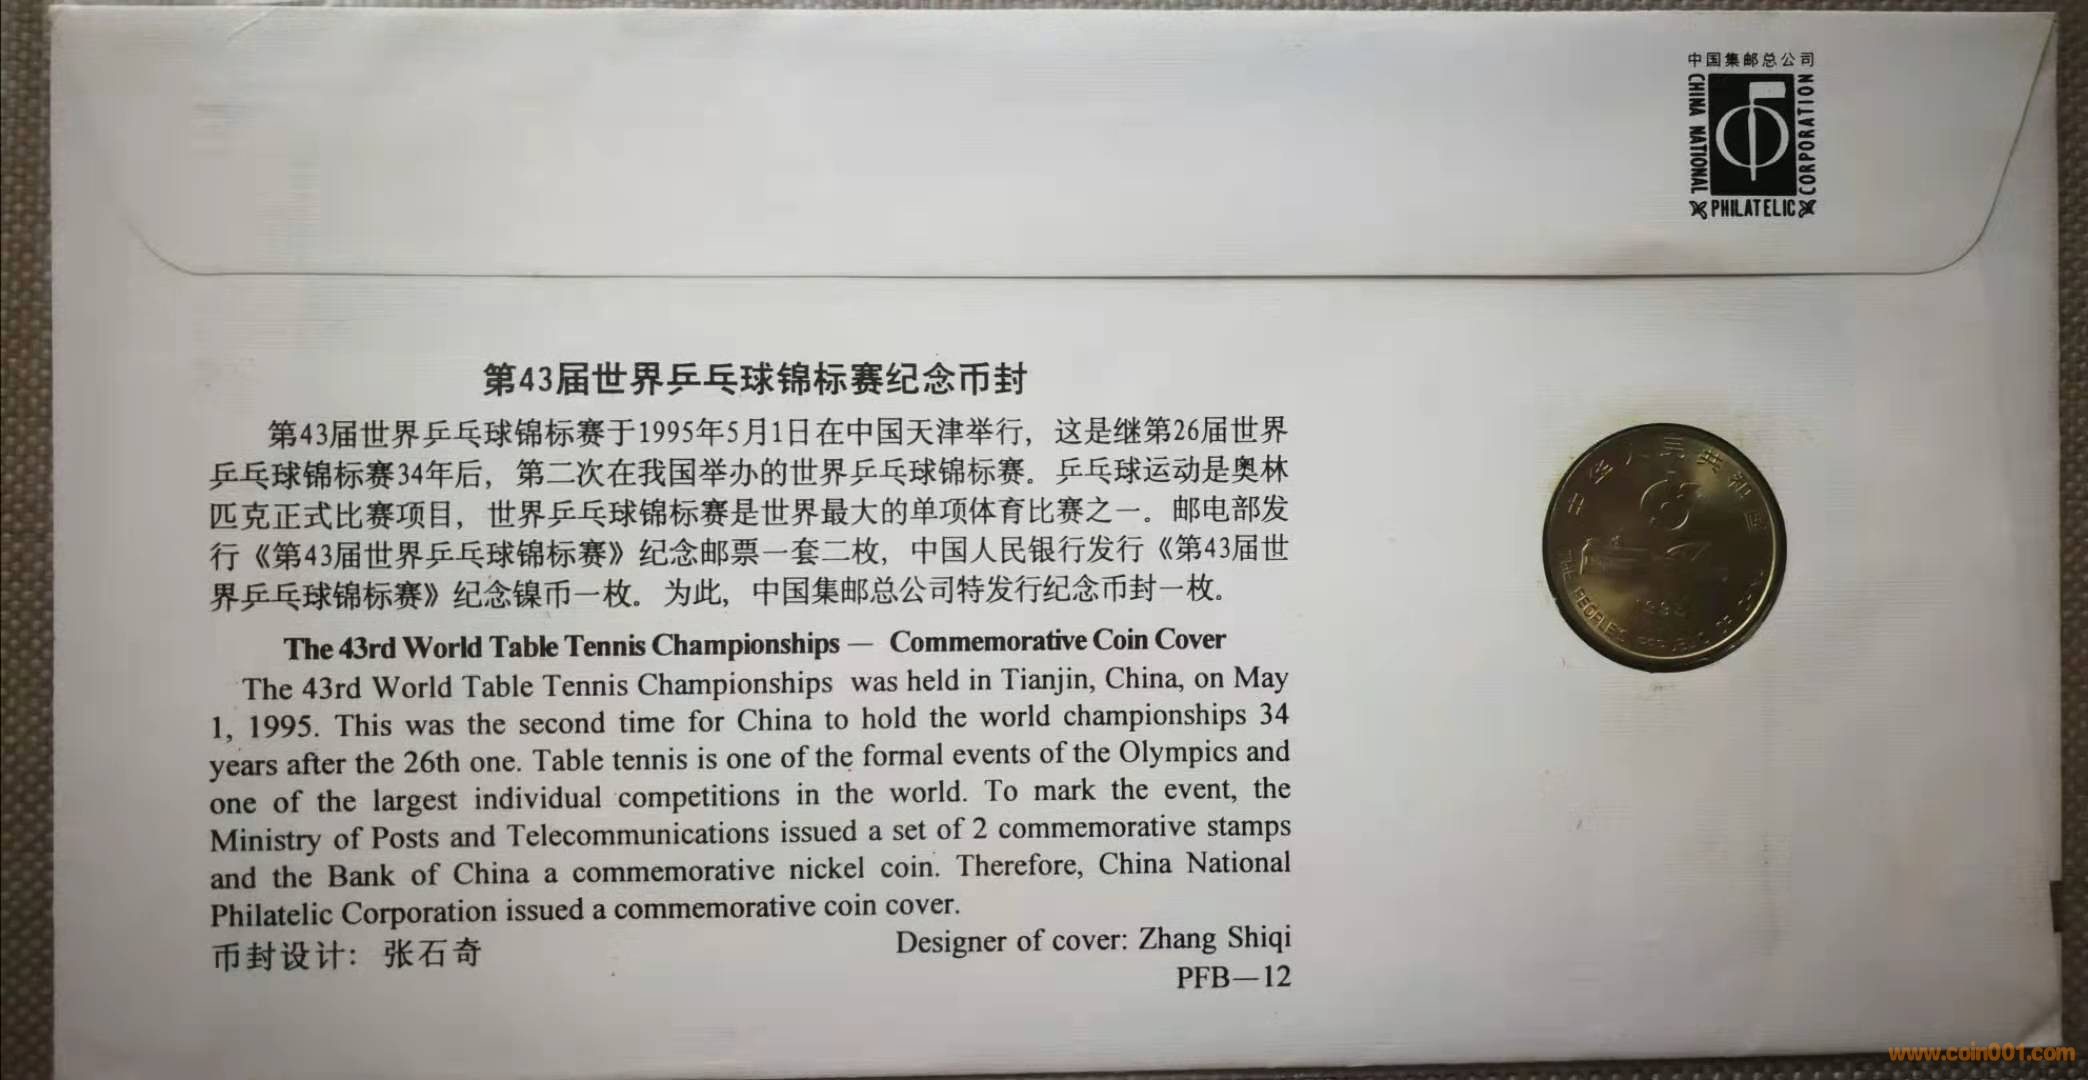 中国集邮总公司
CHINA NATIONAL
PHILATELIC
CORPORATION
第43届世界乒乓球锦标赛纪念币封
第43届世界乒乓球锦标赛于1995年5月1日在中国天津举行，这是继第26届世界
乒乓球锦标赛34年后，第二次在我国举办的世界乒乓球锦标赛。乒乓球运动是奥林
匹克正式比赛项目，世界乒乓球锦标赛是世界最大的单项体育比赛之一。邮电部发
行《第43届世界乒乓球锦标赛》纪念邮票一套二枚，中国人民银行发行《第43届世
界乒乓球锦标赛》纪念镍币一枚。为此，中国集邮总公司特发行纪念币封一枚。
The 43rd World Table Tennis Championships — Commemorative Coin Cover
The 43rd World Table Tennis Championships was held in Tianjin, China, on May
1, 1995. This was the second time for China to hold the world championships 34
years after the 26th one. Table tennis is one of the formal events of the Olympics and
one of the largest individual competitions in the world. To mark the event, the
Ministry of Posts and Telecommunications issued a set of 2 commemorative stamps
and the Bank of China a commemorative nickel coin. Therefore, China National
Philatelic Corporation issued a commemorative coin cover.
币封设计：张石奇
Designer of cover: Zhang Shiqi
PFB—12
中华人民共和国
THE PEOPLE'S REPUBLIC OF CHINA
www.coin001.com